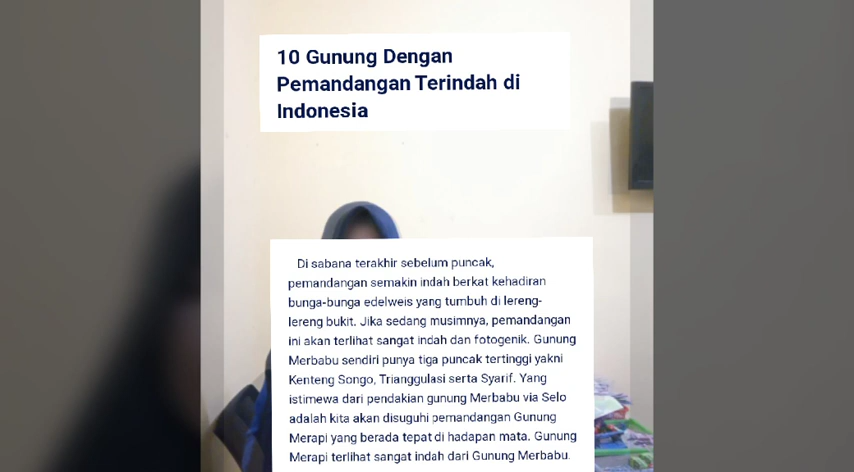 10 Gunung Dengan
Pemandangan Terindah di
Indonesia
Di sabana terakhir sebelum puncak,
pemandangan semakin indah berkat kehadiran
bunga-bunga edelweis yang tumbuh di lereng-
lereng bukit. Jika sedang musimnya, pemandangan
ini akan terlihat sangat indah dan fotogenik. Gunung
Merbabu sendiri punya tiga puncak tertinggi yakni
Kenteng Songo, Trianggulasi serta Syarif. Yang
istimewa dari pendakian gunung Merbabu via Selo
adalah kita akan disuguhi pemandangan Gunung
Merapi yang berada tepat di hadapan mata. Gunung
Merapi terlihat sangat indah dari Gunung Merbabu.